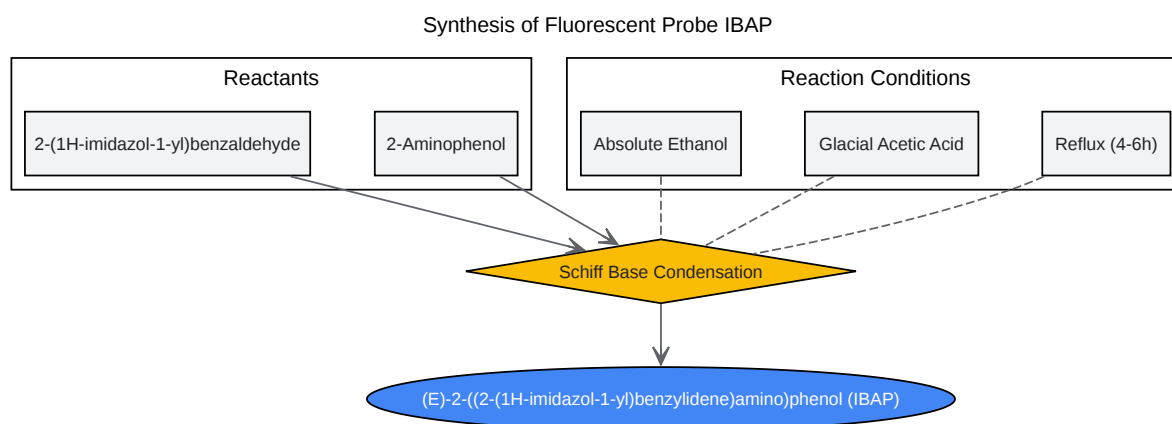 Synthesis of Fluorescent Probe IBAP
Reactants
Reaction Conditions
2-(1H-imidazol-1-yl)benzaldehyde
2-Aminophenol
Absolute Ethanol
Glacial Acetic Acid
Reflux (4-6h)
Schiff Base Condensation
(E)-2-((2-(1H-imidazol-1-yl)benzylidene)amino)phenol (IBAP)